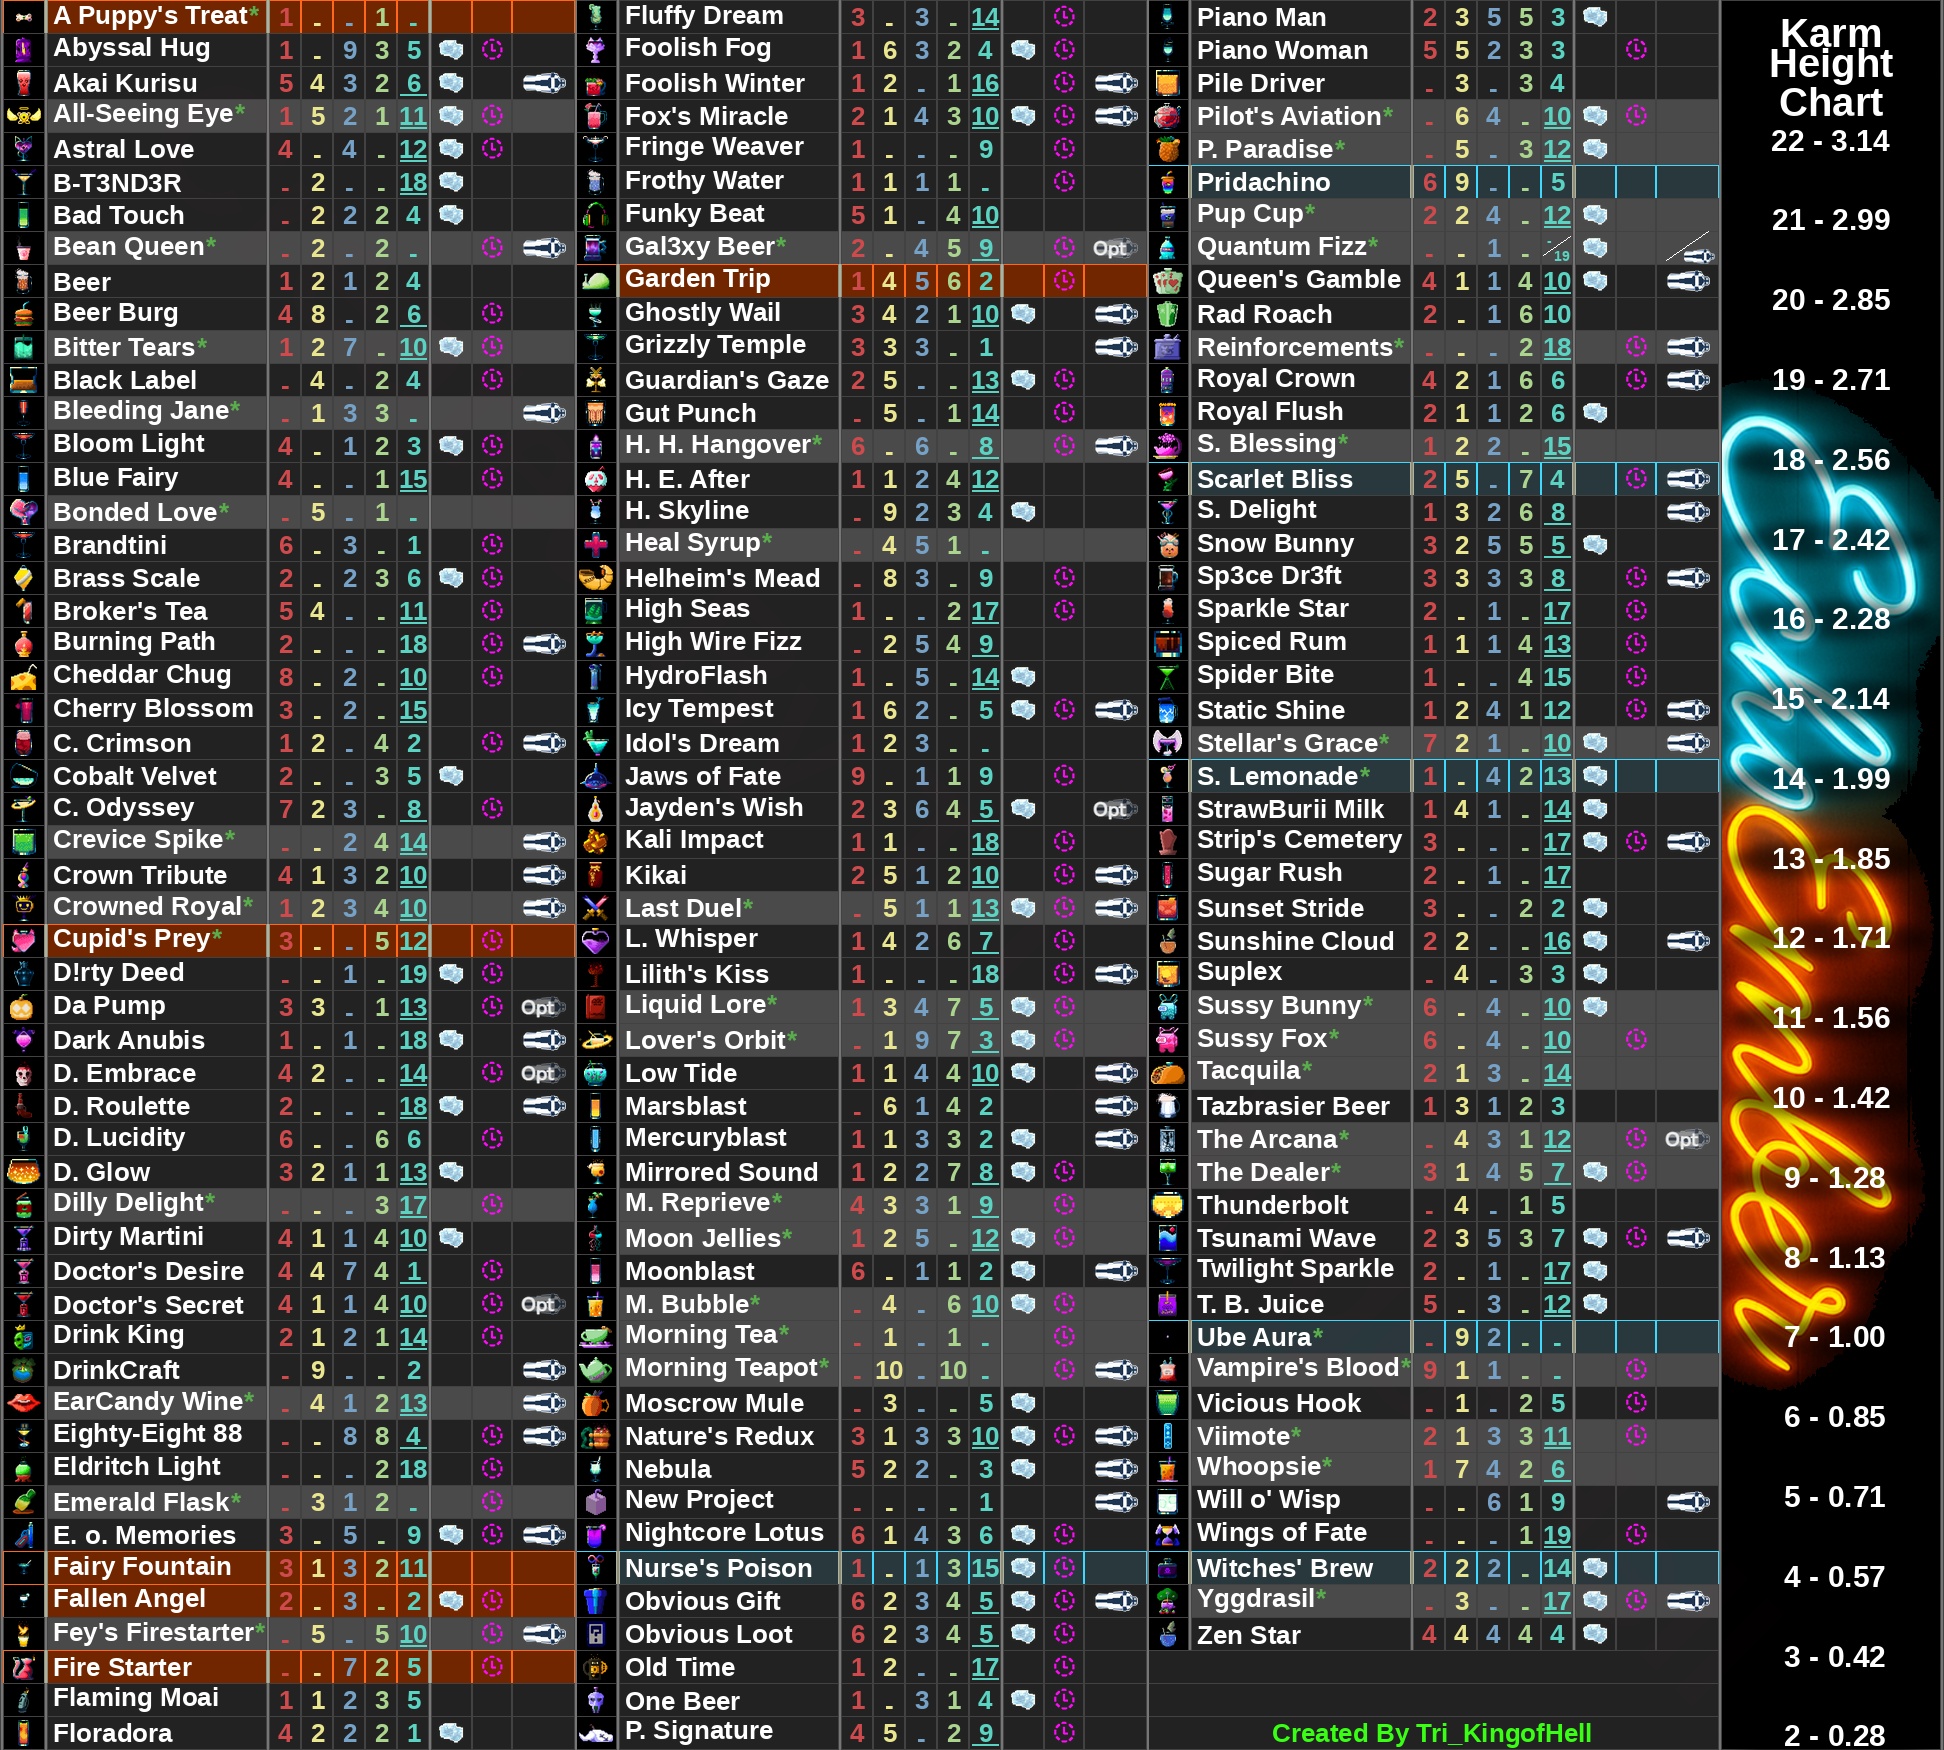 A Puppy's Treat* 1 - - 1 -
Abyssal Hug 1 - 9 3 5
Akai Kurisu 5 4 3 2 6
All-Seeing Eye* 1 5 2 1 11
Astral Love 4 - 4 - 12
B-T3ND3R - 2 - - 18
Bad Touch - 2 2 2 4
Bean Queen* - 2 - 2 -
Beer 1 2 1 2 4
Beer Burg 4 8 - 2 6
Bitter Tears* 1 2 7 - 10
Black Label - 4 - 2 4
Bleeding Jane* - 1 3 3 -
Bloom Light 4 - 1 2 3
Blue Fairy 4 - - 1 15
Bonded Love* - 5 - 1 -
Brandtini 6 - 3 - 1
Brass Scale 2 - 2 3 6
Broker's Tea 5 4 - - 11
Burning Path 2 - - - 18
Cheddar Chug 8 - 2 - 10
Cherry Blossom 3 - 2 - 15
C. Crimson 1 2 - 4 2
Cobalt Velvet 2 - - 3 5
C. Odyssey 7 2 3 - 8
Crevice Spike* - - 2 4 14
Crown Tribute 4 1 3 2 10
Crowned Royal* 1 2 3 4 10
Cupid's Prey* 3 - - 5 12
D!rty Deed - - 1 - 19
Da Pump 3 3 - 1 13 Opt
Dark Anubis 1 - 1 - 18
D. Embrace 4 2 - - 14 Opt
D. Roulette 2 - - - 18
D. Lucidity 6 - - 6 6
D. Glow 3 2 1 1 13
Dilly Delight* - - - 3 17
Dirty Martini 4 1 1 4 10
Doctor's Desire 4 4 7 4 1
Doctor's Secret 4 1 1 4 10 Opt
Drink King 2 1 2 1 14
DrinkCraft - 9 - - 2
EarCandy Wine* - 4 1 2 13
Eighty-Eight 88 - - 8 8 4
Eldritch Light - - - 2 18
Emerald Flask* - 3 1 2 -
E. o. Memories 3 - 5 - 9
Fairy Fountain 3 1 3 2 11
Fallen Angel 2 - 3 - 2
Fey's Firestarter* - 5 - 5 10
Fire Starter - - 7 2 5
Flaming Moai 1 1 2 3 5
Floradora 4 2 2 2 1
Fluffy Dream 3 - 3 - 14
Foolish Fog 1 6 3 2 4
Foolish Winter 1 2 - 1 16
Fox's Miracle 2 1 4 3 10
Fringe Weaver 1 - - - 9
Frothy Water 1 1 1 1 -
Funky Beat 5 1 - 4 10
Gal3xy Beer* 2 - 4 5 9 Opt
Garden Trip 1 4 5 6 2
Ghostly Wail 3 4 2 1 10
Grizzly Temple 3 3 3 - 1
Guardian's Gaze 2 5 - - 13
Gut Punch - 5 - 1 14
H. H. Hangover* 6 - 6 - 8
H. E. After 1 1 2 4 12
H. Skyline - 9 2 3 4
Heal Syrup* - 4 5 1 -
Helheim's Mead - 8 3 - 9
High Seas 1 - - 2 17
High Wire Fizz - 2 5 4 9
HydroFlash 1 - 5 - 14
Icy Tempest 1 6 2 - 5
Idol's Dream 1 2 3 - -
Jaws of Fate 9 - 1 1 9
Jayden's Wish 2 3 6 4 5 Opt
Kali Impact 1 1 - - 18
Kikai 2 5 1 2 10
Last Duel* - 5 1 1 13
L. Whisper 1 4 2 6 7
Lilith's Kiss 1 - - - 18
Liquid Lore* 1 3 4 7 5
Lover's Orbit* - 1 9 7 3
Low Tide 1 1 4 4 10
Marsblast - 6 1 4 2
Mercuryblast 1 1 3 3 2
Mirrored Sound 1 2 2 7 8
M. Reprieve* 4 3 3 1 9
Moon Jellies* 1 2 5 - 12
Moonblast 6 - 1 1 2
M. Bubble* - 4 - 6 10
Morning Tea* - 1 - 1 -
Morning Teapot* - 10 - 10 -
Moscrow Mule - 3 - - 5
Nature's Redux 3 1 3 3 10
Nebula 5 2 2 - 3
New Project - - - - 1
Nightcore Lotus 6 1 4 3 6
Nurse's Poison 1 - 1 3 15
Obvious Gift 6 2 3 4 5
Obvious Loot 6 2 3 4 5
Old Time 1 2 - - 17
One Beer 1 - 3 1 4
P. Signature 4 5 - 2 9
Piano Man 2 3 5 5 3
Piano Woman 5 5 2 3 3
Pile Driver - 3 - 3 4
Pilot's Aviation* - 6 4 - 10
P. Paradise* - 5 - 3 12
Pridachino 6 9 - - 5
Pup Cup* 2 2 4 - 12
Quantum Fizz* - - 1 - -/19
Queen's Gamble 4 1 1 4 10
Rad Roach 2 - 1 6 10
Reinforcements* - - - 2 18
Royal Crown 4 2 1 6 6
Royal Flush 2 1 1 2 6
S. Blessing* 1 2 2 - 15
Scarlet Bliss 2 5 - 7 4
S. Delight 1 3 2 6 8
Snow Bunny 3 2 5 5 5
Sp3ce Dr3ft 3 3 3 3 8
Sparkle Star 2 - 1 - 17
Spiced Rum 1 1 1 4 13
Spider Bite 1 - - 4 15
Static Shine 1 2 4 1 12
Stellar's Grace* 7 2 1 - 10
S. Lemonade* 1 - 4 2 13
StrawBurii Milk 1 4 1 - 14
Strip's Cemetery 3 - - - 17
Sugar Rush 2 - 1 - 17
Sunset Stride 3 - - 2 2
Sunshine Cloud 2 2 - - 16
Suplex - 4 - 3 3
Sussy Bunny* 6 - 4 - 10
Sussy Fox* 6 - 4 - 10
Tacquila* 2 1 3 - 14
Tazbrasier Beer 1 3 1 2 3
The Arcana* - 4 3 1 12 Opt
The Dealer* 3 1 4 5 7
Thunderbolt - 4 - 1 5
Tsunami Wave 2 3 5 3 7
Twilight Sparkle 2 - 1 - 17
T. B. Juice 5 - 3 - 12
Ube Aura* - 9 2 - -
Vampire's Blood* 9 1 1 - -
Vicious Hook - 1 - 2 5
Viimote* 2 1 3 3 11
Whoopsie* 1 7 4 2 6
Will o' Wisp - - 6 1 9
Wings of Fate - - - 1 19
Witches' Brew 2 2 2 - 14
Yggdrasil* - 3 - - 17
Zen Star 4 4 4 4 4
Created By Tri_KingofHell
Karm
Height
Chart
22 - 3.14
21 - 2.99
20 - 2.85
19 - 2.71
18 - 2.56
17 - 2.42
16 - 2.28
15 - 2.14
14 - 1.99
13 - 1.85
12 - 1.71
11 - 1.56
10 - 1.42
9 - 1.28
8 - 1.13
7 - 1.00
6 - 0.85
5 - 0.71
4 - 0.57
3 - 0.42
2 - 0.28
Echo
Ember